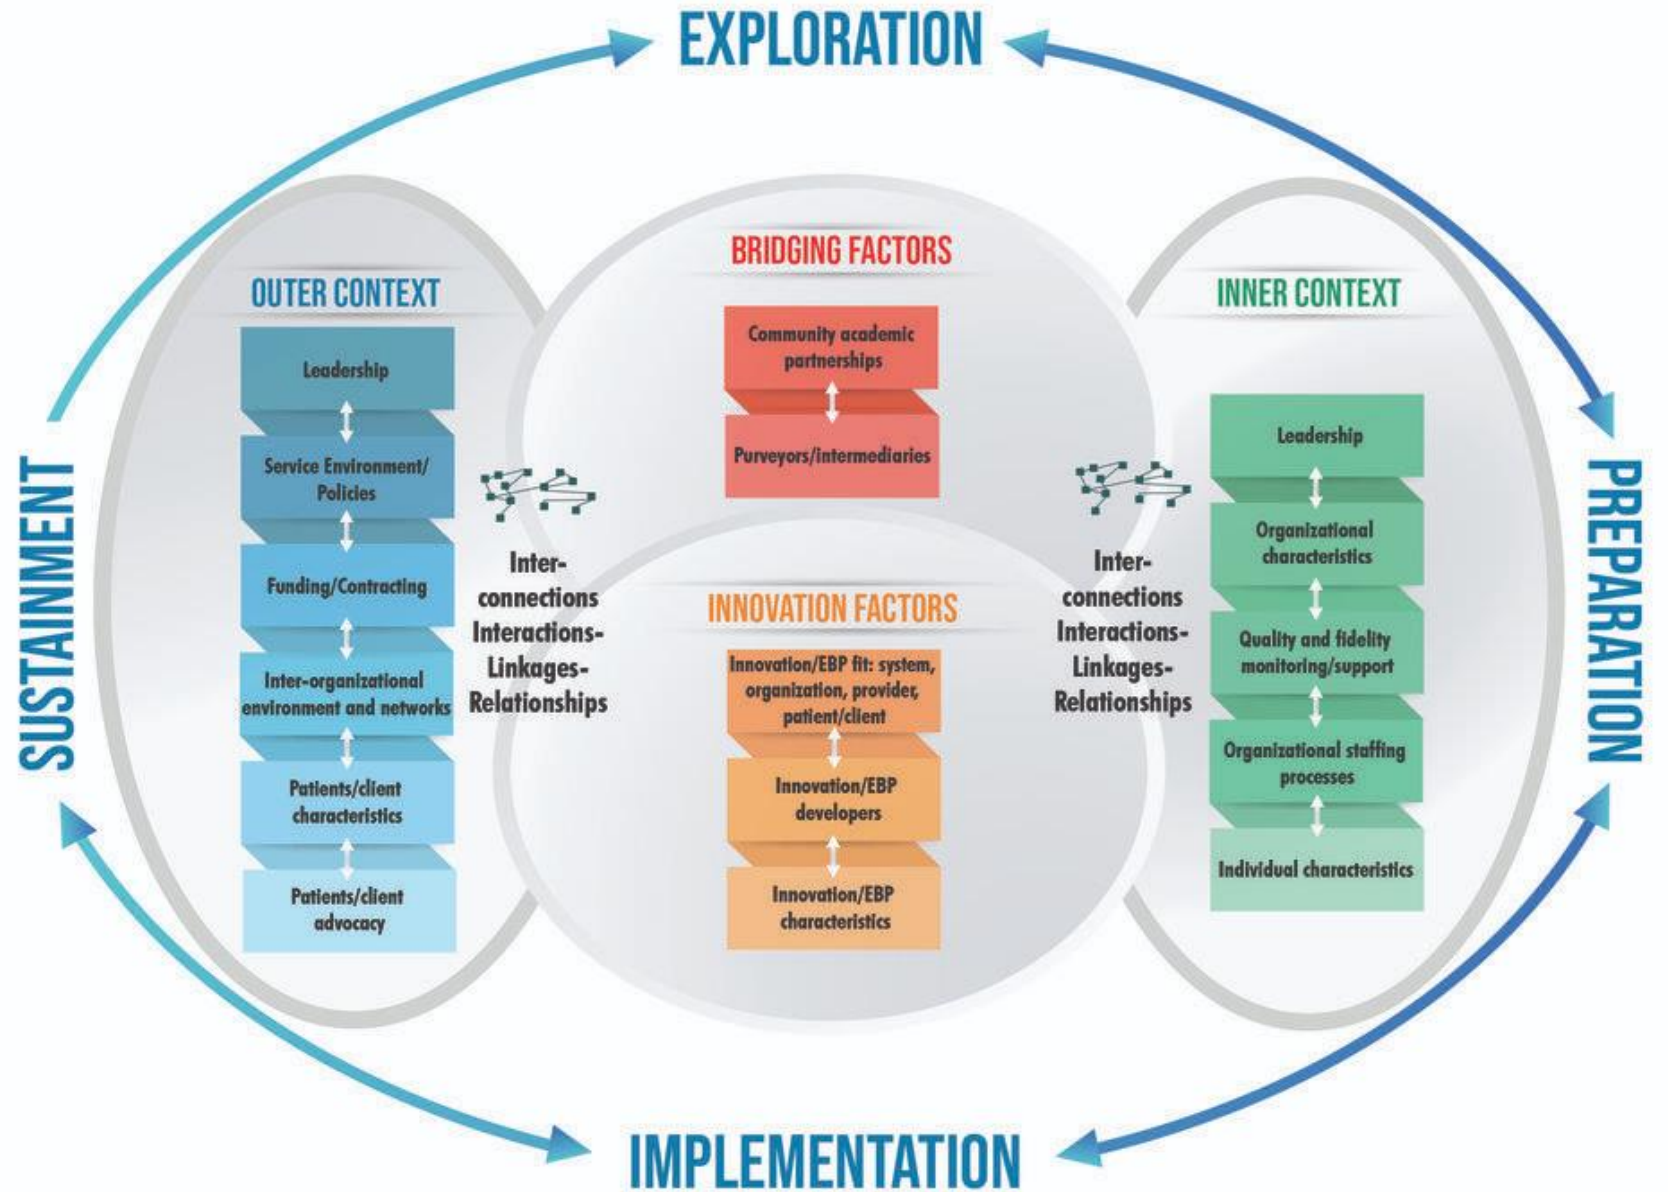 EXPLORATION
BRIDGING FACTORS
OUTER CONTEXT
INNER CONTEXT
Community academic
partnerships
Purveyors/intermediaries
Leadership
Service Environment/
Policies
Funding/Contracting
Inter-organizational
environment and networks
Patients/client
characteristics
Patients/client
advocacy
Inter-
connections
Interactions-
Linkages-
Relationships
INNOVATION FACTORS
Innovation/EBP fit: system,
organization, provider,
patient/client
Innovation/EBP
developers
Innovation/EBP
characteristics
Inter-
connections
Interactions-
Linkages-
Relationships
Leadership
Organizational
characteristics
Quality and fidelity
monitoring/support
Organizational staffing
processes
Individual characteristics
SUSTAINMENT
PREPARATION
IMPLEMENTATION